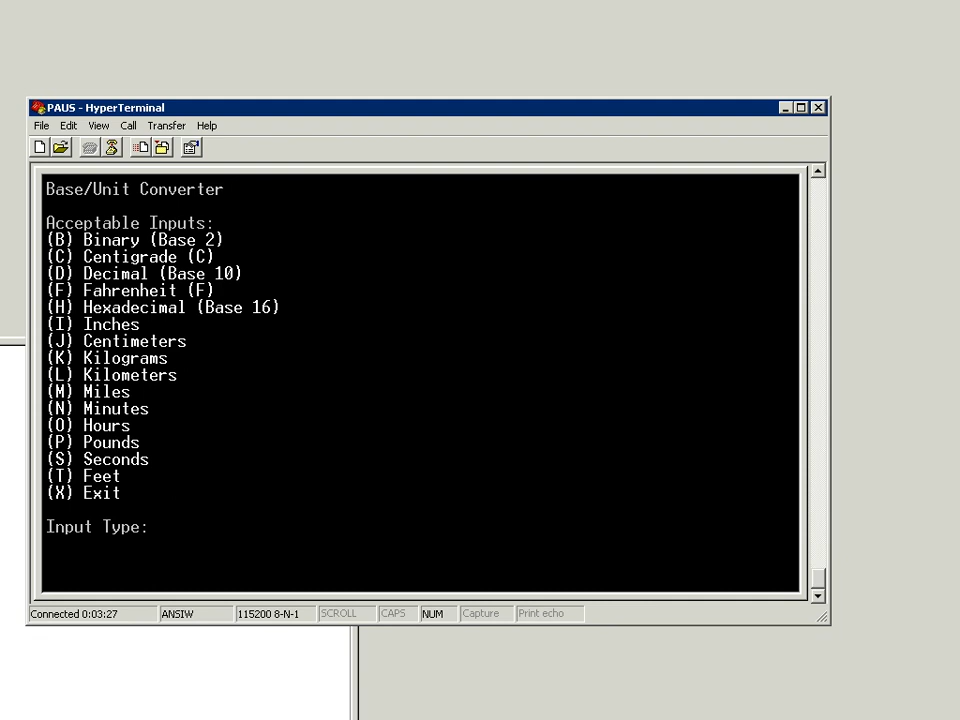 PAUS - HyperTerminal
File Edit View Call Transfer Help
Base/Unit Converter
Acceptable Inputs:
(B) Binary (Base 2)
(C) Centigrade (C)
(D) Decimal (Base 10)
(F) Fahrenheit (F)
(H) Hexadecimal (Base 16)
(I) Inches
(J) Centimeters
(K) Kilograms
(L) Kilometers
(M) Miles
(N) Minutes
(O) Hours
(P) Pounds
(S) Seconds
(T) Feet
(X) Exit
Input Type:
Connected 0:03:27 ANSIW 115200 8-N-1 SCROLL CAPS NUM Capture Print echo